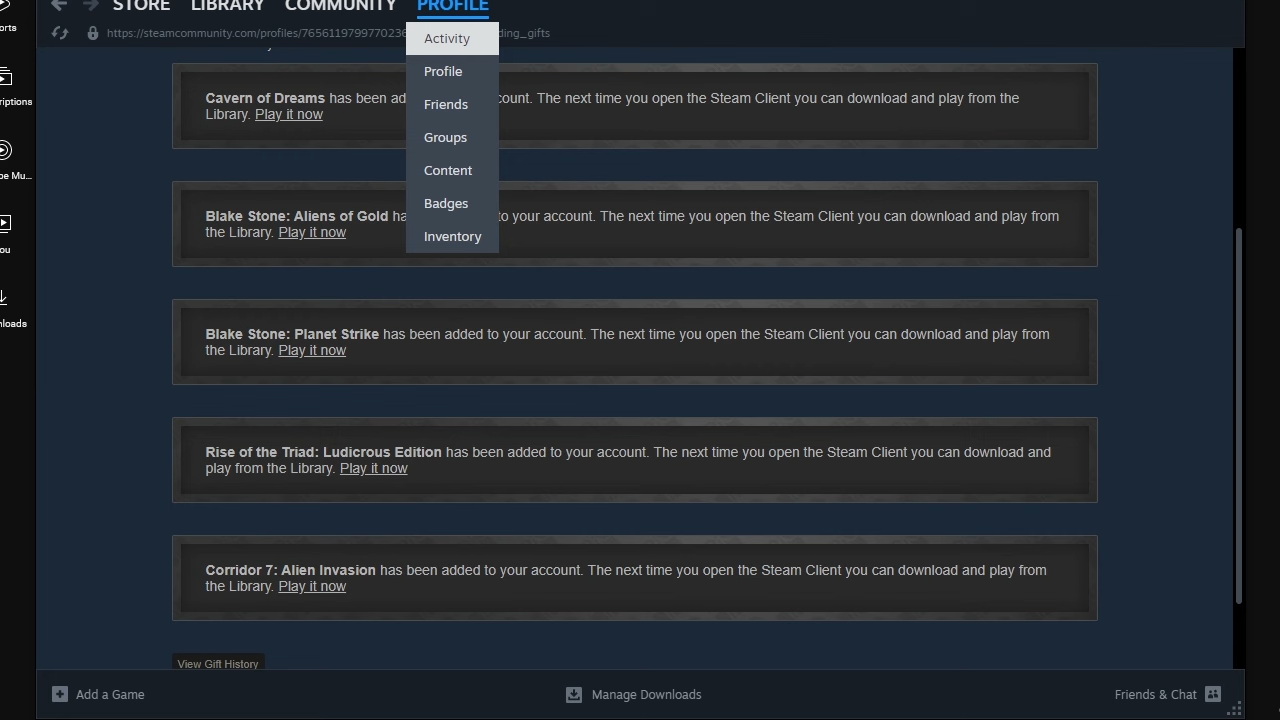 STORE LIBRARY COMMUNITY PROFILE
https://steamcommunity.com/profiles/7656119799770236 ding_gifts
Activity
Profile
Friends
Groups
Content
Badges
Inventory
Cavern of Dreams has been ad count. The next time you open the Steam Client you can download and play from the
Library. Play it now
Blake Stone: Aliens of Gold ha to your account. The next time you open the Steam Client you can download and play from
the Library. Play it now
Blake Stone: Planet Strike has been added to your account. The next time you open the Steam Client you can download and play from
the Library. Play it now
Rise of the Triad: Ludicrous Edition has been added to your account. The next time you open the Steam Client you can download and
play from the Library. Play it now
Corridor 7: Alien Invasion has been added to your account. The next time you open the Steam Client you can download and play from
the Library. Play it now
View Gift History
Add a Game Manage Downloads Friends & Chat
orts
riptions
be Mu...
ou
nloads